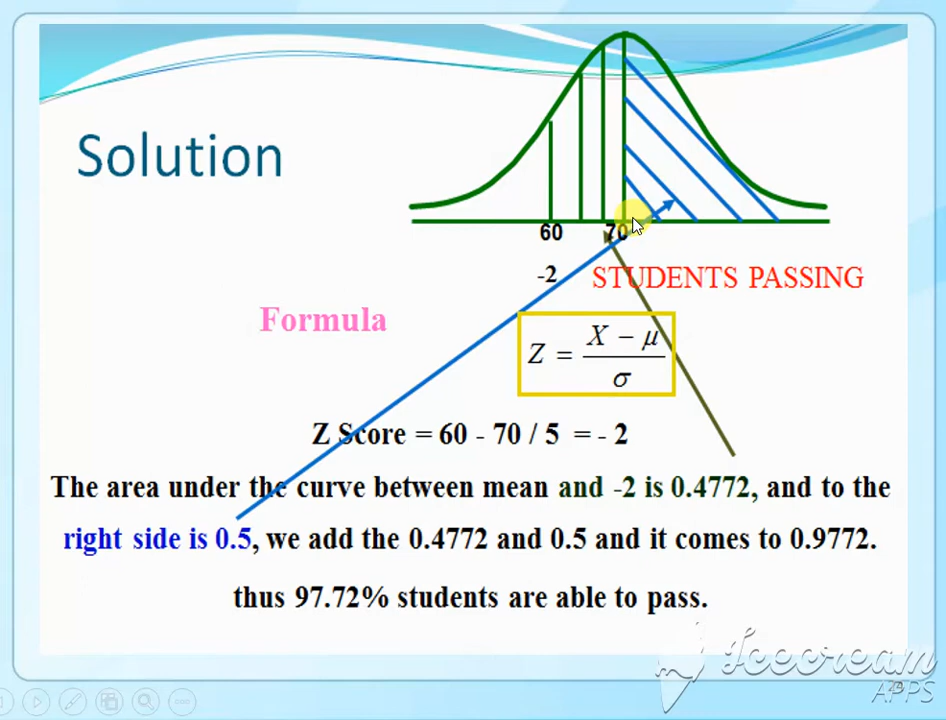 Solution
60 70
-2 STUDENTS PASSING
Formula
Z = X − μ / σ
Z Score = 60 - 70 / 5 = - 2
The area under the curve between mean and -2 is 0.4772, and to the
right side is 0.5, we add the 0.4772 and 0.5 and it comes to 0.9772.
thus 97.72% students are able to pass.
Icecream
APPS
24